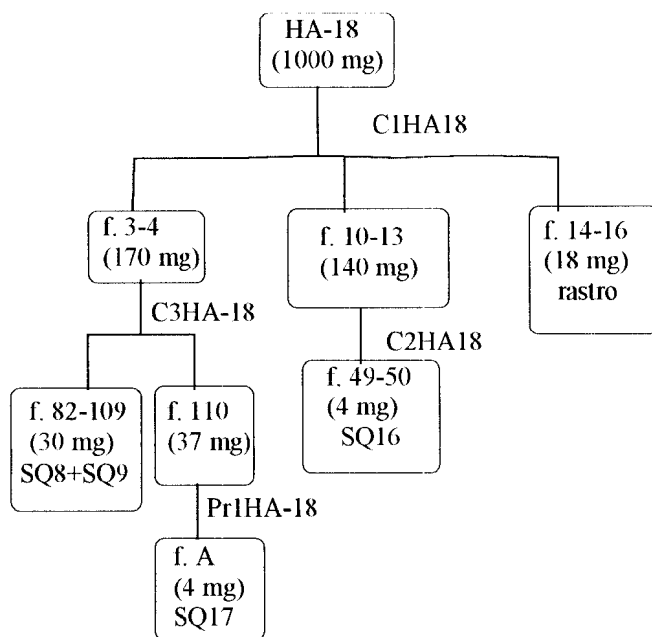 HA-18
(1000 mg)
C1HA18
f. 3-4
(170 mg)
f. 10-13
(140 mg)
f. 14-16
(18 mg)
rastro
C3HA-18
C2HA18
f. 82-109
(30 mg)
SQ8+SQ9
f. 110
(37 mg)
f. 49-50
(4 mg)
SQ16
Pr1HA-18
f. A
(4 mg)
SQ17